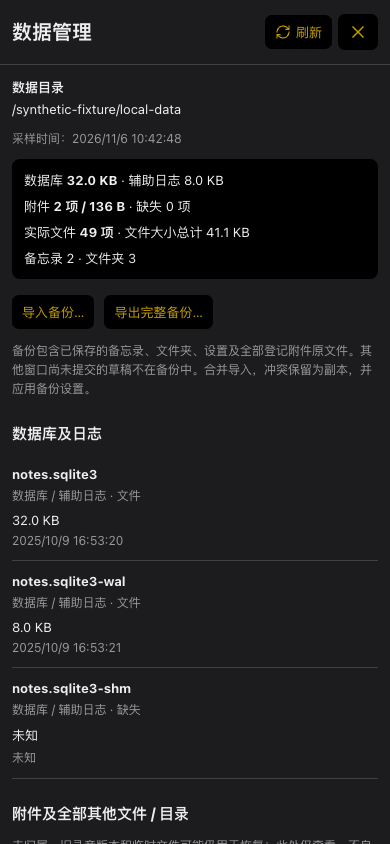 数据管理
刷新
数据目录
/synthetic-fixture/local-data
采样时间：2026/11/6 10:42:48
数据库 32.0 KB · 辅助日志 8.0 KB
附件 2 项 / 136 B · 缺失 0 项
实际文件 49 项 · 文件大小总计 41.1 KB
备忘录 2 · 文件夹 3
导入备份... 导出完整备份...
备份包含已保存的备忘录、文件夹、设置及全部登记附件原文件。其
他窗口尚未提交的草稿不在备份中。合并导入，冲突保留为副本，并
应用备份设置。
数据库及日志
notes.sqlite3
数据库 / 辅助日志 · 文件
32.0 KB
2025/10/9 16:53:20
notes.sqlite3-wal
数据库 / 辅助日志 · 文件
8.0 KB
2025/10/9 16:53:21
notes.sqlite3-shm
数据库 / 辅助日志 · 缺失
未知
未知
附件及全部其他文件 / 目录